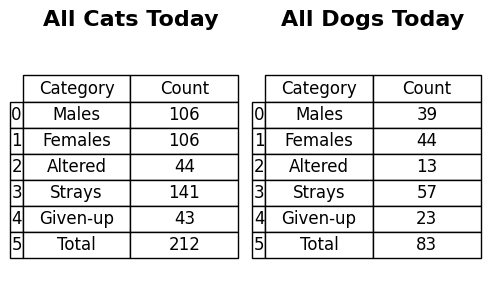 All Cats Today
Category Count
0 Males 106
1 Females 106
2 Altered 44
3 Strays 141
4 Given-up 43
5 Total 212
All Dogs Today
Category Count
0 Males 39
1 Females 44
2 Altered 13
3 Strays 57
4 Given-up 23
5 Total 83